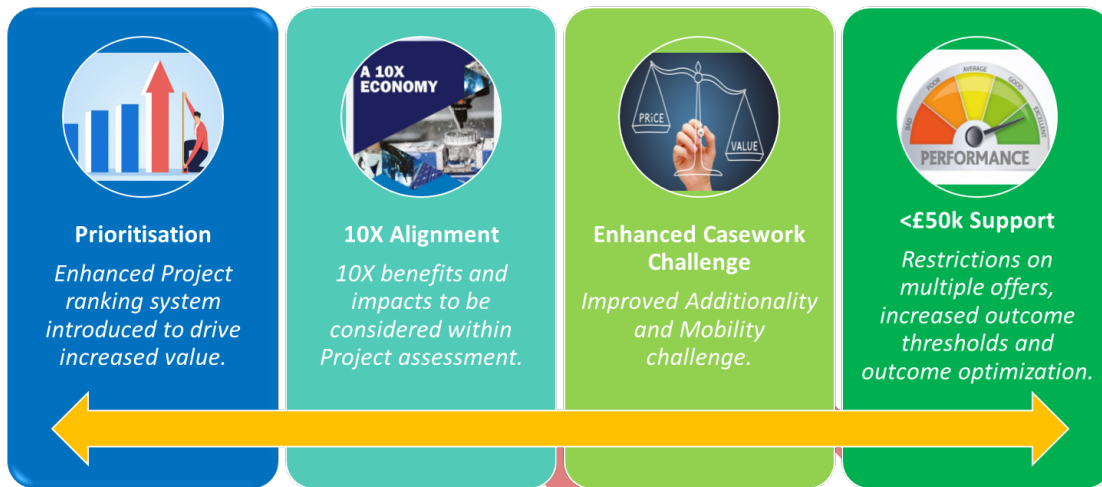 Prioritisation
Enhanced Project
ranking system
introduced to drive
increased value.
A 10X
ECONOMY
10X Alignment
10X benefits and
impacts to be
considered within
Project assessment.
PRiCE
VALUE
Enhanced Casework
Challenge
Improved Additionality
and Mobility
challenge.
BAD
POOR
AVERAGE
GOOD
EXCELLENT
PERFORMANCE
<£50k Support
Restrictions on
multiple offers,
increased outcome
thresholds and
outcome optimization.